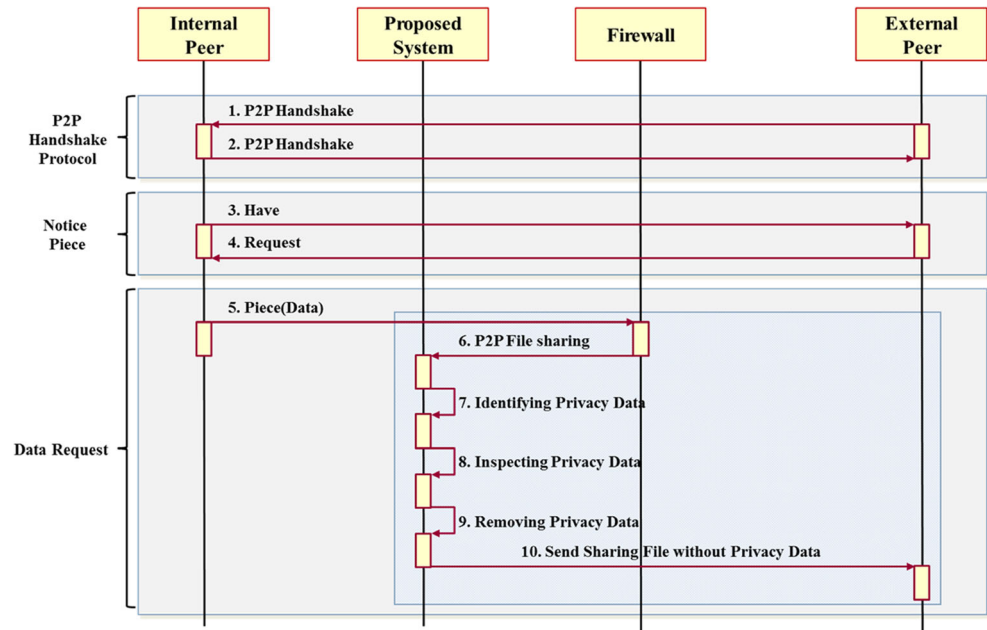 Internal
Peer
Proposed
System
Firewall
External
Peer
P2P
Handshake
Protocol
1. P2P Handshake
2. P2P Handshake
Notice
Piece
3. Have
4. Request
Data Request
5. Piece(Data)
6. P2P File sharing
7. Identifying Privacy Data
8. Inspecting Privacy Data
9. Removing Privacy Data
10. Send Sharing File without Privacy Data